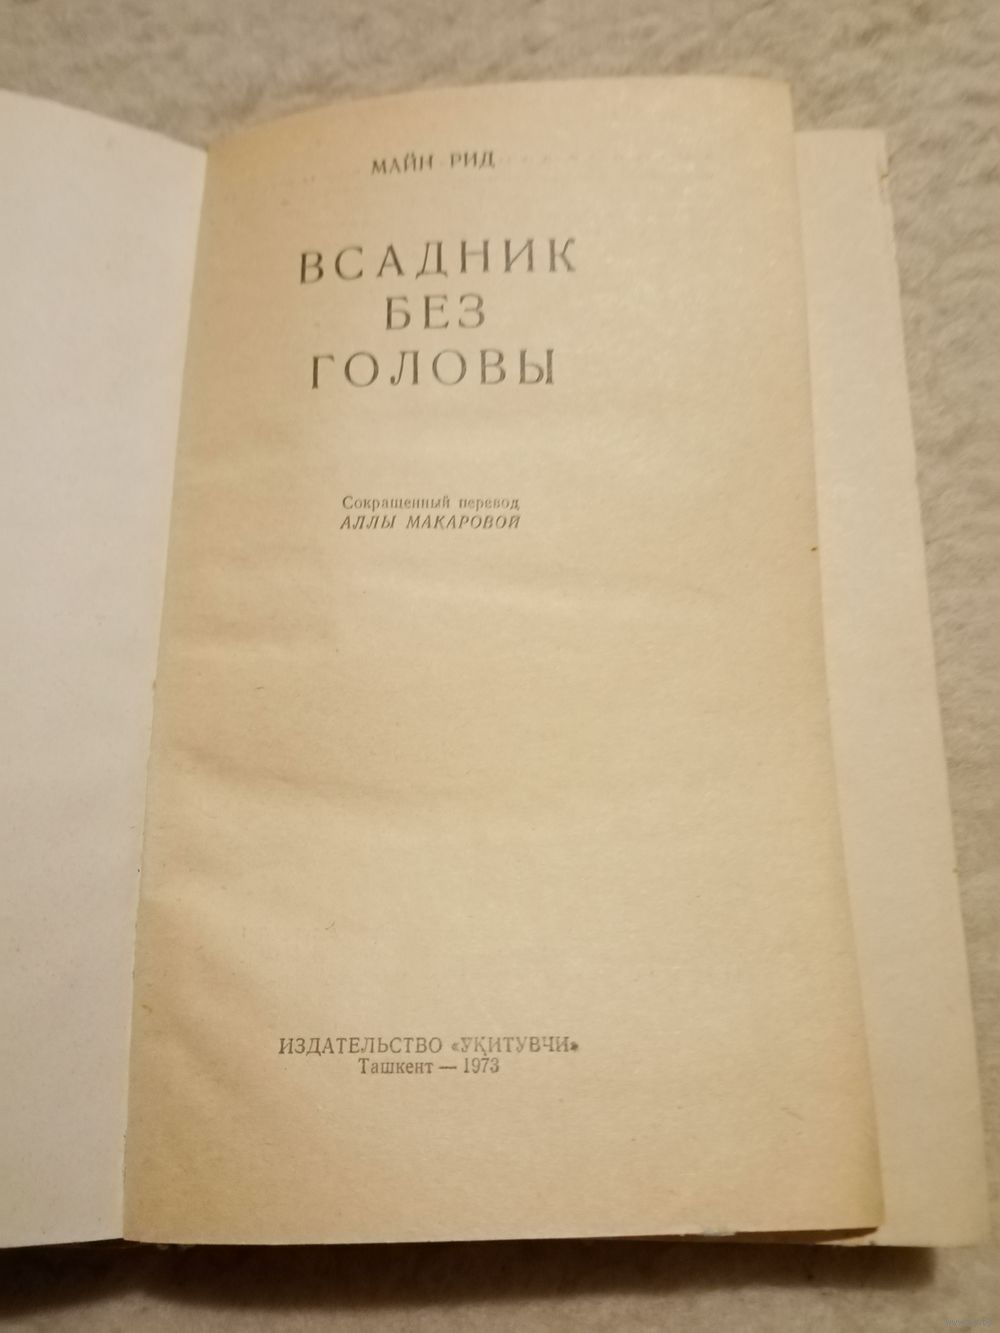 МАЙН РИД
ВСАДНИК
БЕЗ
ГОЛОВЫ
Сокращенный перевод
АЛЛЫ МАКАРОВОЙ
ИЗДАТЕЛЬСТВО «УҚИТУВЧИ»
Ташкент — 1973